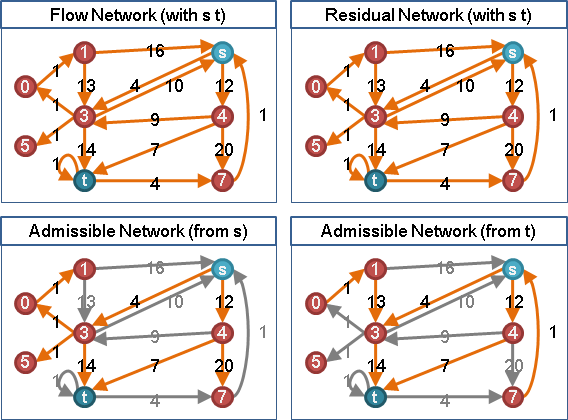 Flow Network (with s t)
1 16 s
0 1 13 4 10 12
3 9 4
5 1 14 7 20 1
1 t 4 7
Residual Network (with s t)
1 16 s
0 1 13 4 10 12
3 9 4
5 1 14 7 20 1
1 t 4 7
Admissible Network (from s)
1 16 s
0 1 13 4 10 12
1 3 9 4 1
5 1 14 7 20
1 t 4 7
Admissible Network (from t)
1 16 s
0 1 13 4 10 12
1 3 9 4 1
5 1 14 7 20
1 t 4 7